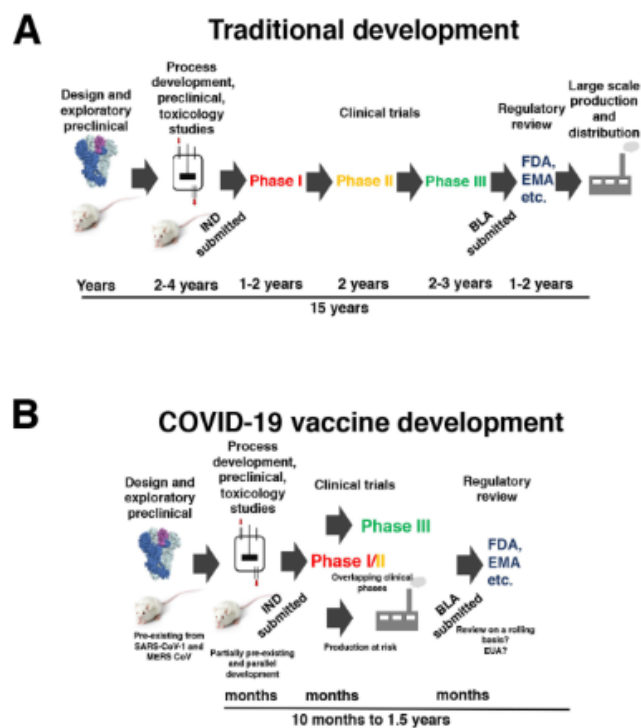 A
Traditional development
Design and
exploratory
preclinical
Process
development,
preclinical,
toxicology
studies
Clinical trials
Regulatory
review
Large scale
production
and
distribution
IND
submitted
Phase I
Phase II
Phase III
BLA
submitted
FDA,
EMA
etc.
Years
2-4 years
1-2 years
2 years
2-3 years
1-2 years
15 years
B
COVID-19 vaccine development
Design and
exploratory
preclinical
Process
development,
preclinical,
toxicology
studies
Clinical trials
Regulatory
review
Pre-existing from
SARS-CoV-1 and
MERS CoV
Partially pre-existing
and parallel
development
IND
submitted
Phase III
Phase I/II
Overlapping clinical
phases
Production at risk
BLA
submitted
FDA,
EMA
etc.
Review on a rolling
basis?
EUA?
months
months
months
10 months to 1.5 years